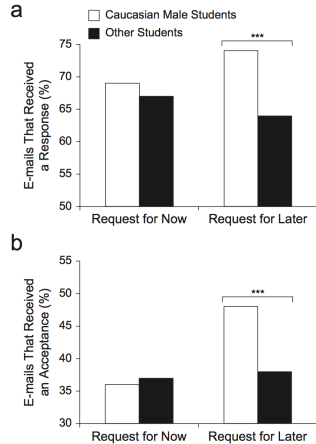 a
Caucasian Male Students
Other Students
E-mails That Received
a Response (%)
75
70
65
60
55
50
***
Request for Now
Request for Later
b
E-mails That Received
an Acceptance (%)
55
50
45
40
35
30
***
Request for Now
Request for Later